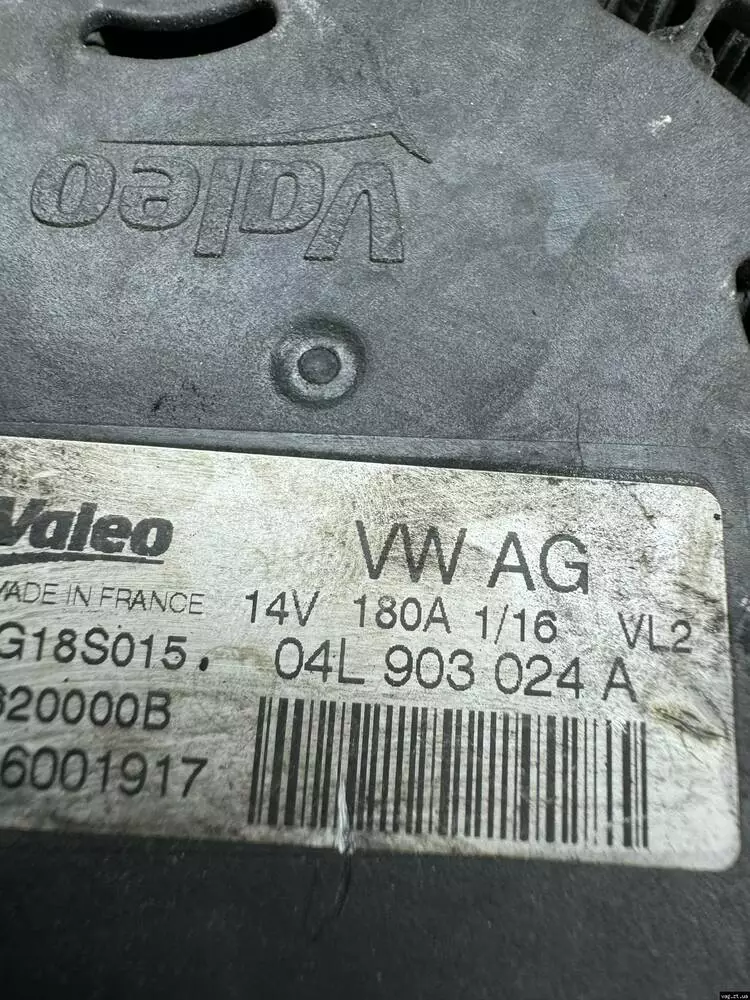 Valeo
Valeo
VW AG
MADE IN FRANCE
14V 180A 1/16 VL2
G18S015.
04L 903 024 A
620000B
6001917
vag.zt.ua